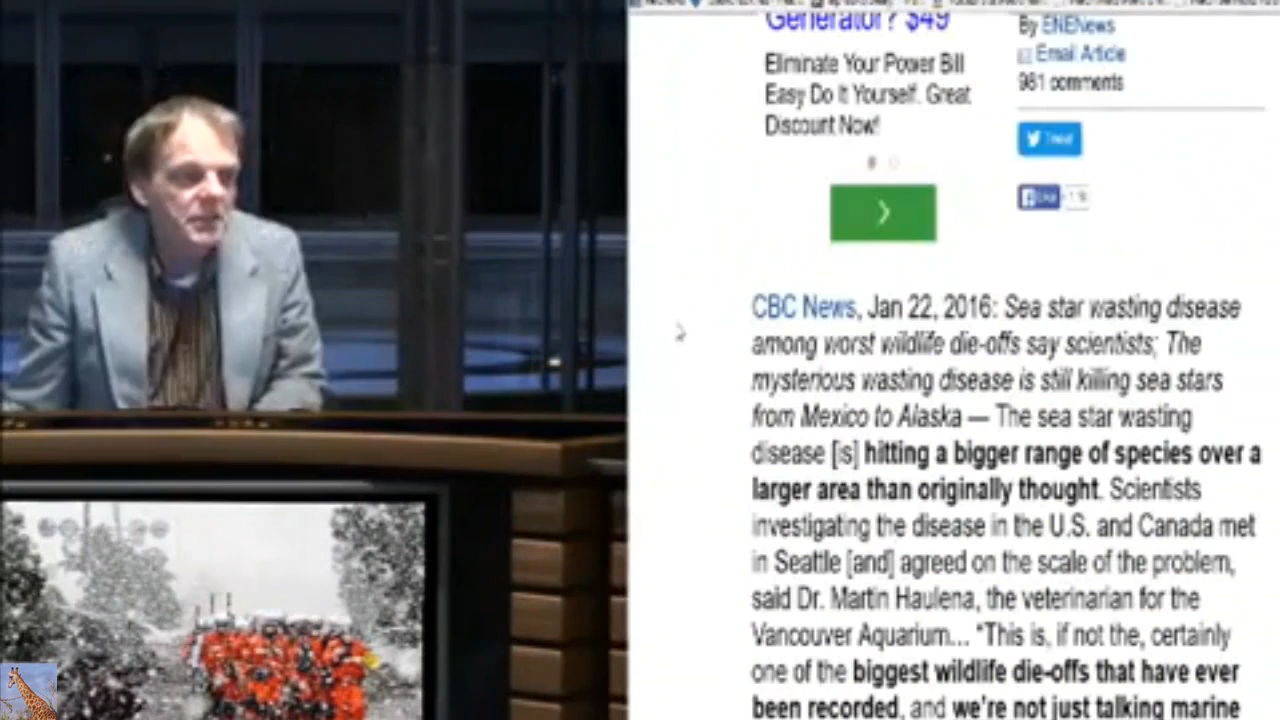 Generator? $49
Eliminate Your Power Bill
Easy Do It Yourself. Great
Discount Now!
By ENENews
Email Article
981 comments
Tweet
Like
CBC News, Jan 22, 2016: Sea star wasting disease
among worst wildlife die-offs say scientists; The
mysterious wasting disease is still killing sea stars
from Mexico to Alaska — The sea star wasting
disease [is] hitting a bigger range of species over a
larger area than originally thought. Scientists
investigating the disease in the U.S. and Canada met
in Seattle [and] agreed on the scale of the problem,
said Dr. Martin Haulena, the veterinarian for the
Vancouver Aquarium... "This is, if not the, certainly
one of the biggest wildlife die-offs that have ever
been recorded, and we're not just talking marine